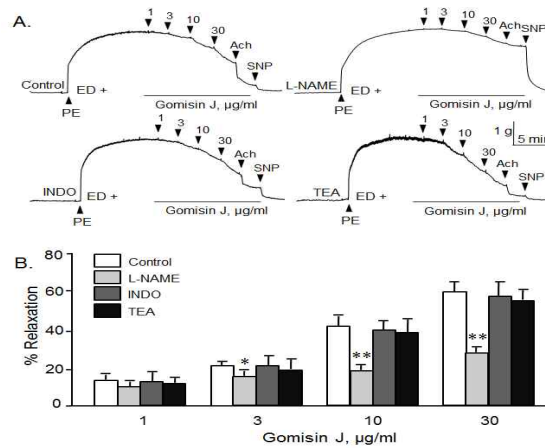 A.
1 3 10 30 Ach SNP
Control ED + PE
Gomisin J, µg/ml
1 3 10 30 Ach SNP
L-NAME ED + PE
Gomisin J, µg/ml
1 g
5 min
1 3 10 30 Ach SNP
INDO ED + PE
Gomisin J, µg/ml
1 3 10 30 Ach SNP
TEA ED + PE
Gomisin J, µg/ml
B.
80
60
40
20
0
% Relaxation
Control
L-NAME
INDO
TEA
*
**
**
1 3 10 30
Gomisin J, µg/ml